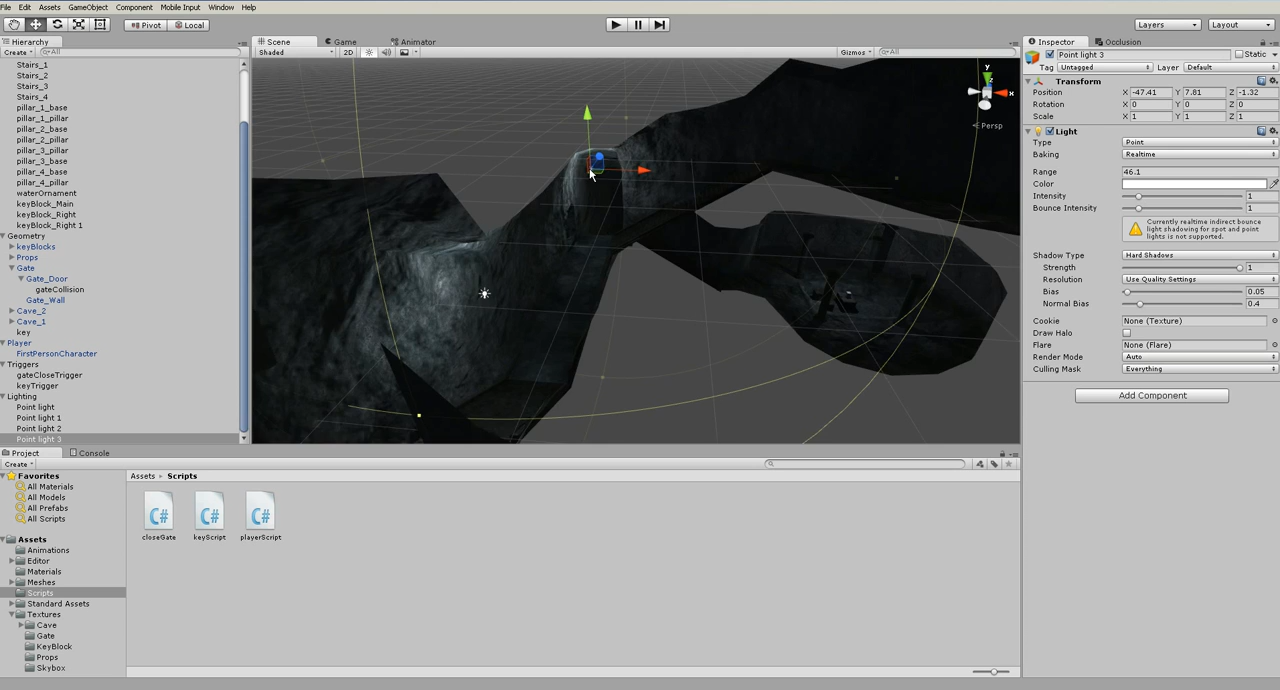 File Edit Assets GameObject Component Mobile Input Window Help
Pivot Local Layers Layout
Hierarchy
Create All
Stairs_1
Stairs_2
Stairs_3
Stairs_4
pillar_1_base
pillar_1_pillar
pillar_2_base
pillar_2_pillar
pillar_3_pillar
pillar_3_base
pillar_4_base
pillar_4_pillar
waterOrnament
keyBlock_Main
keyBlock_Right
keyBlock_Right 1
Geometry
keyBlocks
Props
Gate
Gate_Door
gateCollision
Gate_Wall
Cave_2
Cave_1
key
Player
FirstPersonCharacter
Triggers
gateCloseTrigger
keyTrigger
Lighting
Point light
Point light 1
Point light 2
Point light 3
Scene Game Animator
Shaded 2D Gizmos All
y
x
Persp
Inspector Occlusion
Point light 3 Static
Tag Untagged Layer Default
Transform
Position X -47.41 Y 7.81 Z -1.32
Rotation X 0 Y 0 Z 0
Scale X 1 Y 1 Z 1
Light
Type Point
Baking Realtime
Range 46.1
Color
Intensity 1
Bounce Intensity 1
Currently realtime indirect bounce
light shadowing for spot and point
lights is not supported.
Shadow Type Hard Shadows
Strength 1
Resolution Use Quality Settings
Bias 0.05
Normal Bias 0.4
Cookie None (Texture)
Draw Halo
Flare None (Flare)
Render Mode Auto
Culling Mask Everything
Add Component
Project Console
Create
Favorites
All Materials
All Models
All Prefabs
All Scripts
Assets
Animations
Editor
Materials
Meshes
Scripts
Standard Assets
Textures
Cave
Gate
KeyBlock
Props
Skybox
Assets Scripts
C# C# C#
closeGate keyScript playerScript